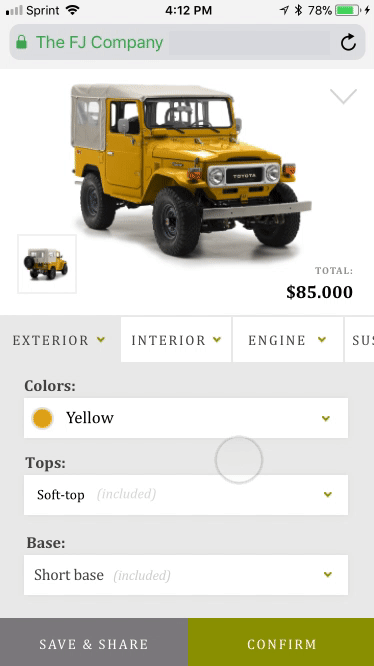 Sprint 4:12 PM 78%
The FJ Company
TOYOTA
TOTAL:
$85.000
EXTERIOR INTERIOR ENGINE SUS
Colors:
Yellow
Tops:
Soft-top (included)
Base:
Short base (included)
SAVE & SHARE CONFIRM